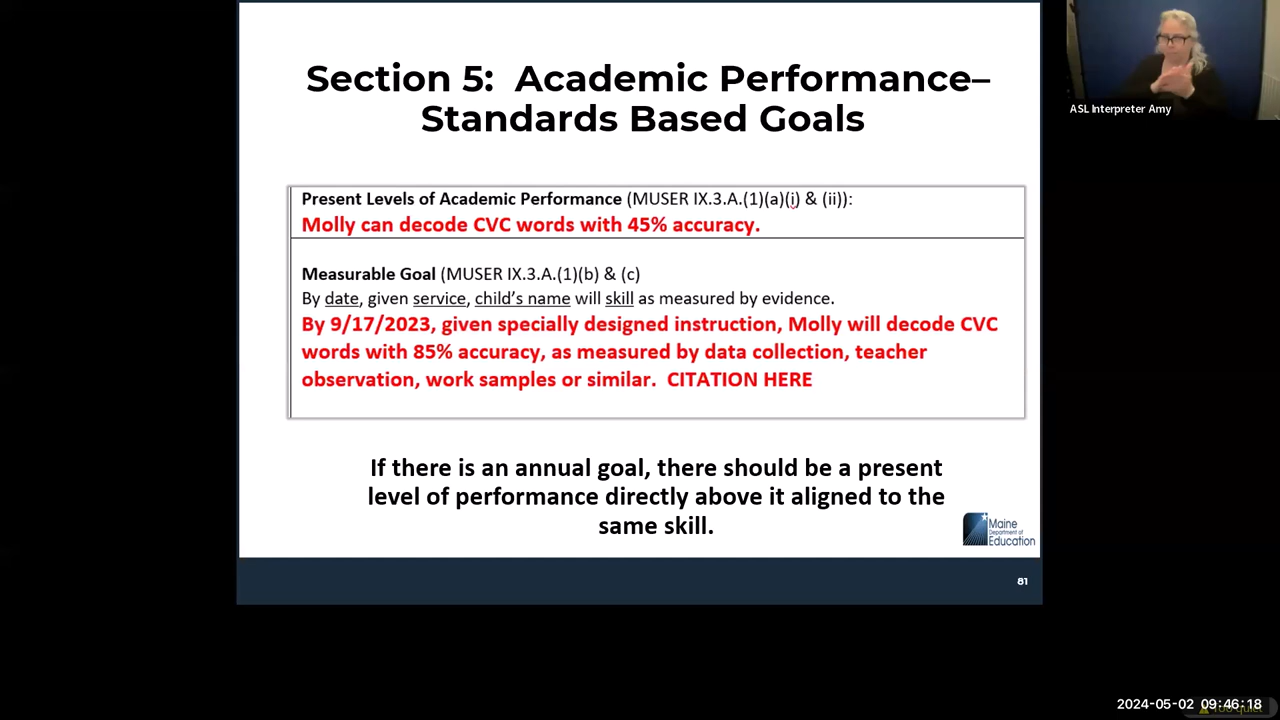 Section 5:  Academic Performance–
Standards Based Goals
ASL Interpreter Amy
Present Levels of Academic Performance (MUSER IX.3.A.(1)(a)(i) & (ii)):
Molly can decode CVC words with 45% accuracy.
Measurable Goal (MUSER IX.3.A.(1)(b) & (c)
By date, given service, child's name will skill as measured by evidence.
By 9/17/2023, given specially designed instruction, Molly will decode CVC
words with 85% accuracy, as measured by data collection, teacher
observation, work samples or similar.  CITATION HERE
If there is an annual goal, there should be a present
level of performance directly above it aligned to the
same skill.
Maine
Department of
Education
81
2024-05-02 09:46:18